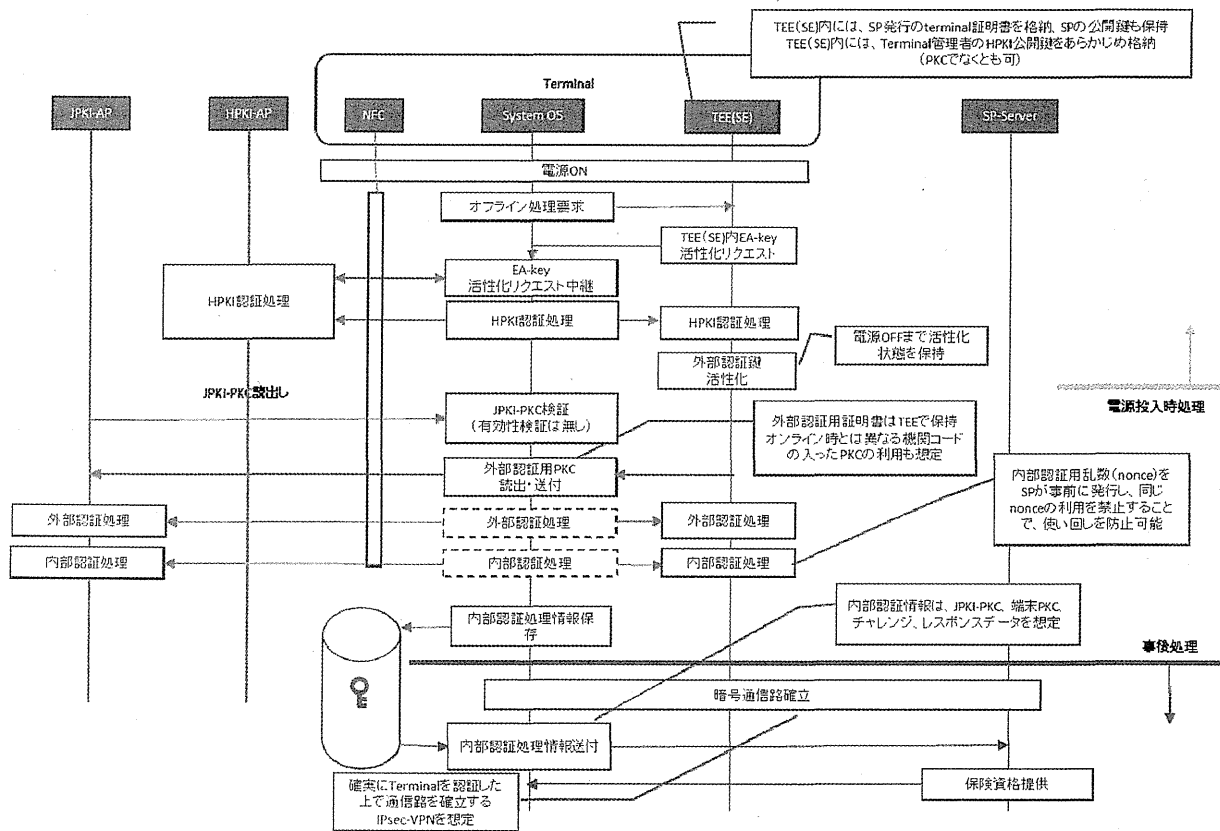 TEE(SE)内には、SP発行のterminal証明書を格納、SPの公開鍵も保持
TEE(SE)内には、Terminal管理者のHPKI公開鍵をあらかじめ格納
(PKCでなくとも可)
Terminal
JPKI-AP
HPKI-AP
NFC
System OS
TEE(SE)
SP-Server
電源ON
オフライン処理要求
TEE(SE)内EA-key
活性化リクエスト
EA-key
活性化リクエスト中継
HPKI認証処理
HPKI認証処理
HPKI認証処理
電源OFFまで活性化
状態を保持
外部認証鍵
活性化
JPKI-PKC読出し
電源投入時処理
JPKI-PKC検証
(有効性検証は無し)
外部認証用証明書はTEEで保持
オンライン時とは異なる機関コード
の入ったPKCの利用も想定
外部認証用PKC
読出・送付
内部認証用乱数(nonce)を
SPが事前に発行し、同じ
nonceの利用を禁止すること
で、使い回しを防止可能
外部認証処理
外部認証処理
外部認証処理
内部認証処理
内部認証処理
内部認証処理
内部認証情報は、JPKI-PKC、端末PKC、
チャレンジ、レスポンスデータを想定
内部認証処理情報保
存
事後処理
暗号通信路確立
内部認証処理情報送付
保険資格提供
確実にTerminalを認証した
上で通信路を確立する
IPsec-VPNを想定